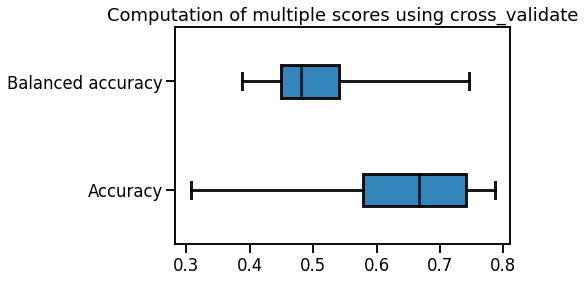 Computation of multiple scores using cross_validate
Balanced accuracy
Accuracy
0.3 0.4 0.5 0.6 0.7 0.8